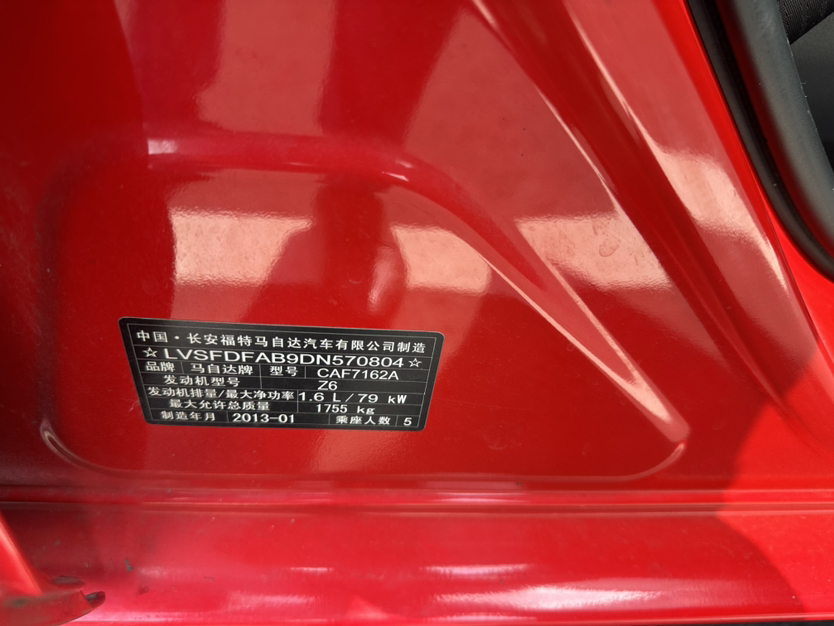 中国·长安福特马自达汽车有限公司制造
☆LVSFDFAB9DN570804☆
品牌 马自达牌 型号 CAF7162A
发动机型号 Z6
发动机排量/最大净功率 1.6 L/79 kW
最大允许总质量 1755 kg
制造年月 2013-01 乘座人数 5